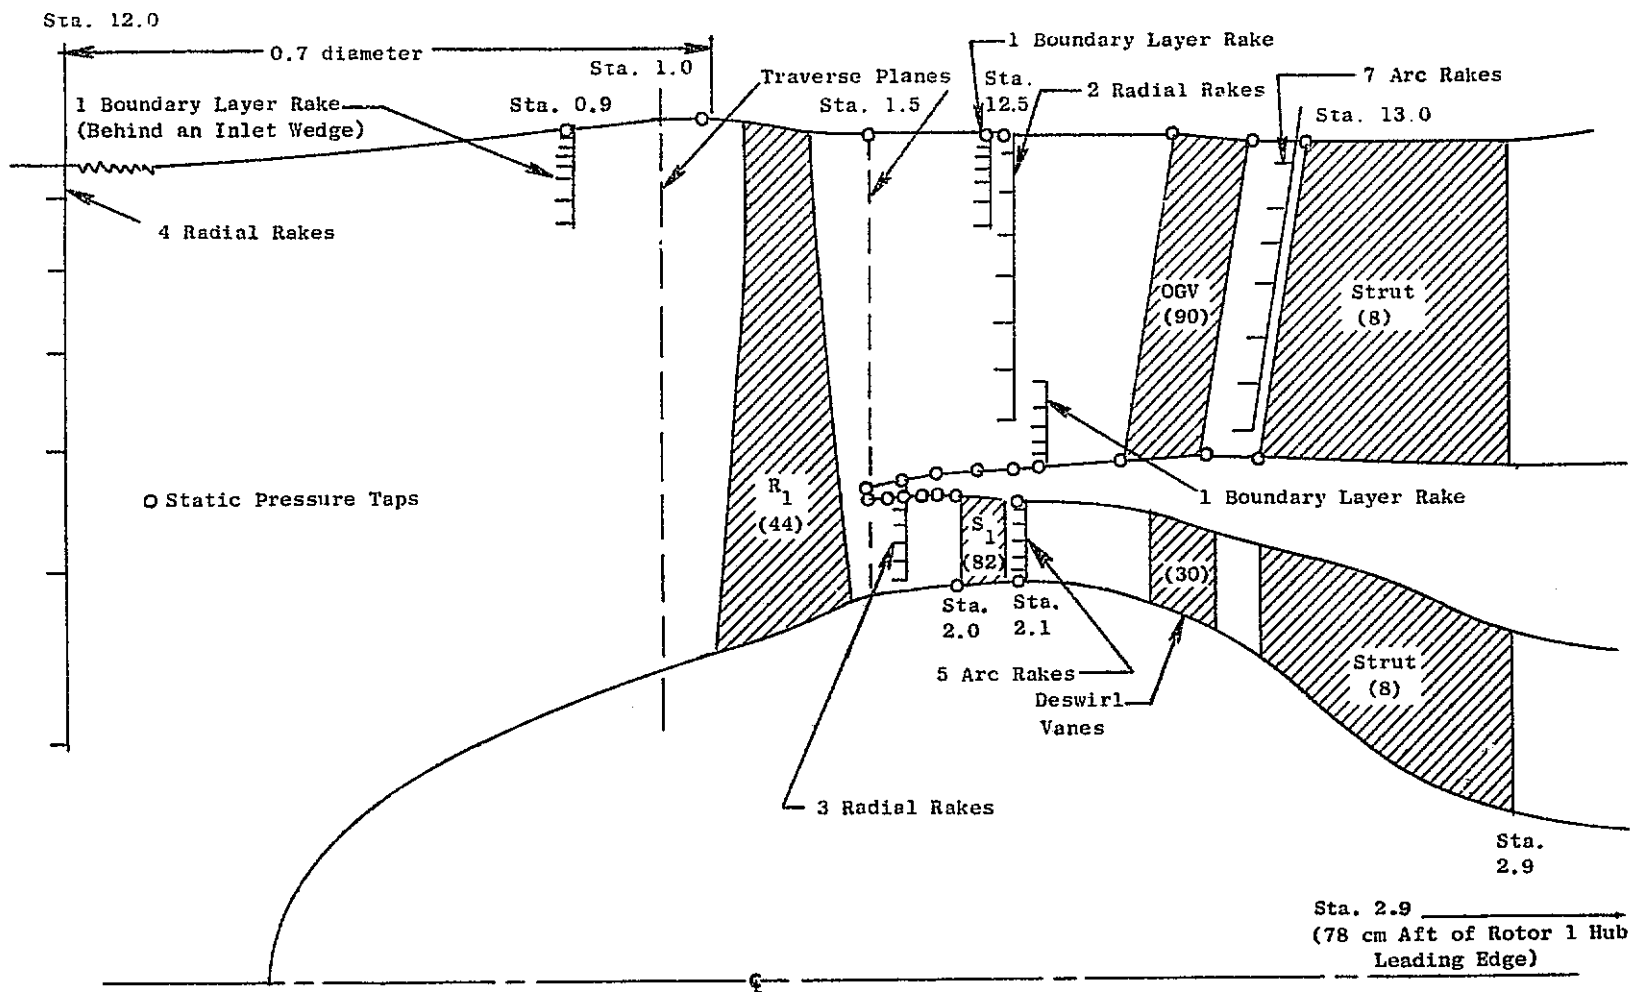 Sta. 12.0
0.7 diameter
1 Boundary Layer Rake
(Behind an Inlet Wedge)
Sta. 0.9
Sta. 1.0
Traverse Planes
Sta. 1.5
1 Boundary Layer Rake
Sta.
12.5
2 Radial Rakes
7 Arc Rakes
Sta. 13.0
4 Radial Rakes
OGV
(90)
Strut
(8)
Static Pressure Taps
R1
(44)
S1
(82)
1 Boundary Layer Rake
(30)
Sta.
2.0
Sta.
2.1
5 Arc Rakes
Deswirl
Vanes
Strut
(8)
3 Radial Rakes
Sta.
2.9
Sta. 2.9
(78 cm Aft of Rotor 1 Hub
Leading Edge)
℄